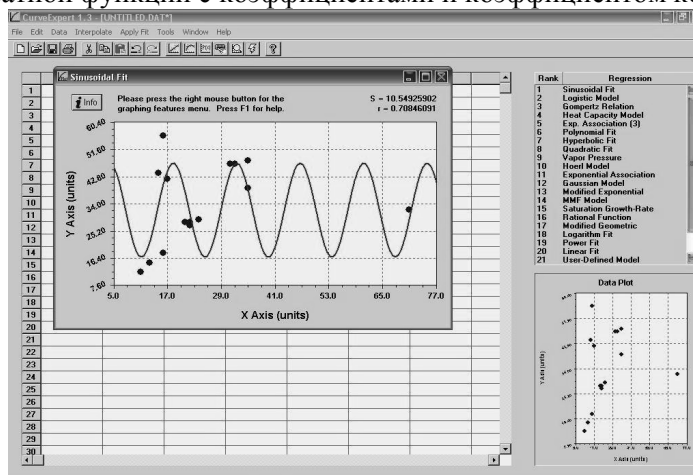 атной функции с коэффициентами и коэффициентом ко
CurveExpert 1.3 - [UNTITLED.DAT*]
File Edit Data Interpolate Apply Fit Tools Window Help
Sinusoidal Fit
Info
Please press the right mouse button for the
graphing features menu. Press F1 for help.
S = 10.54925902
r = 0.70846091
Y Axis (units)
60.40
51.60
42.80
34.00
25.20
16.40
7.60
5.0 17.0 29.0 41.0 53.0 65.0 77.0
X Axis (units)
1
2
3
4
5
6
7
8
9
10
11
12
13
14
15
16
17
18
19
20
21
22
23
24
25
26
27
28
29
30
Rank Regression
1 Sinusoidal Fit
2 Logistic Model
3 Gompertz Relation
4 Heat Capacity Model
5 Exp. Association (3)
6 Polynomial Fit
7 Hyperbolic Fit
8 Quadratic Fit
9 Vapor Pressure
10 Hoerl Model
11 Exponential Association
12 Gaussian Model
13 Modified Exponential
14 MMF Model
15 Saturation Growth-Rate
16 Rational Function
17 Modified Geometric
18 Logarithm Fit
19 Power Fit
20 Linear Fit
21 User-Defined Model
Data Plot
Y Axis (units)
X Axis (units)